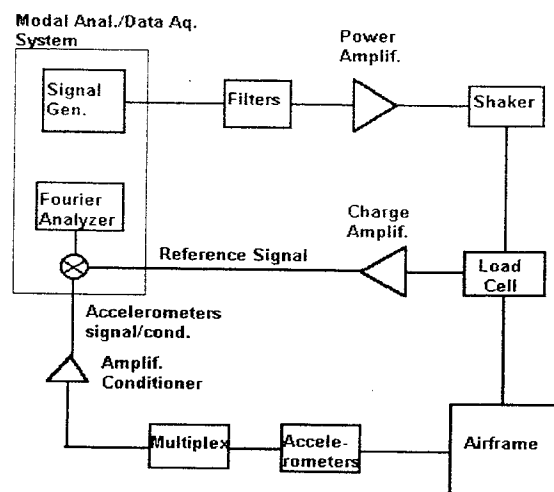 Modal Anal./Data Aq.
System
Signal
Gen.
Filters
Power
Amplif.
Shaker
Fourier
Analyzer
Reference Signal
Charge
Amplif.
Load
Cell
Accelerometers
signal/cond.
Amplif.
Conditioner
Multiplex
Accele-
rometers
Airframe